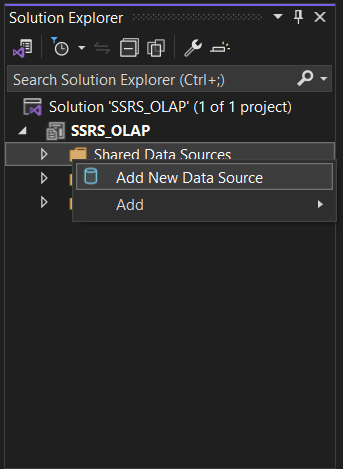 Solution Explorer
Search Solution Explorer (Ctrl+;)
Solution 'SSRS_OLAP' (1 of 1 project)
SSRS_OLAP
Shared Data Sources
Add New Data Source
Add